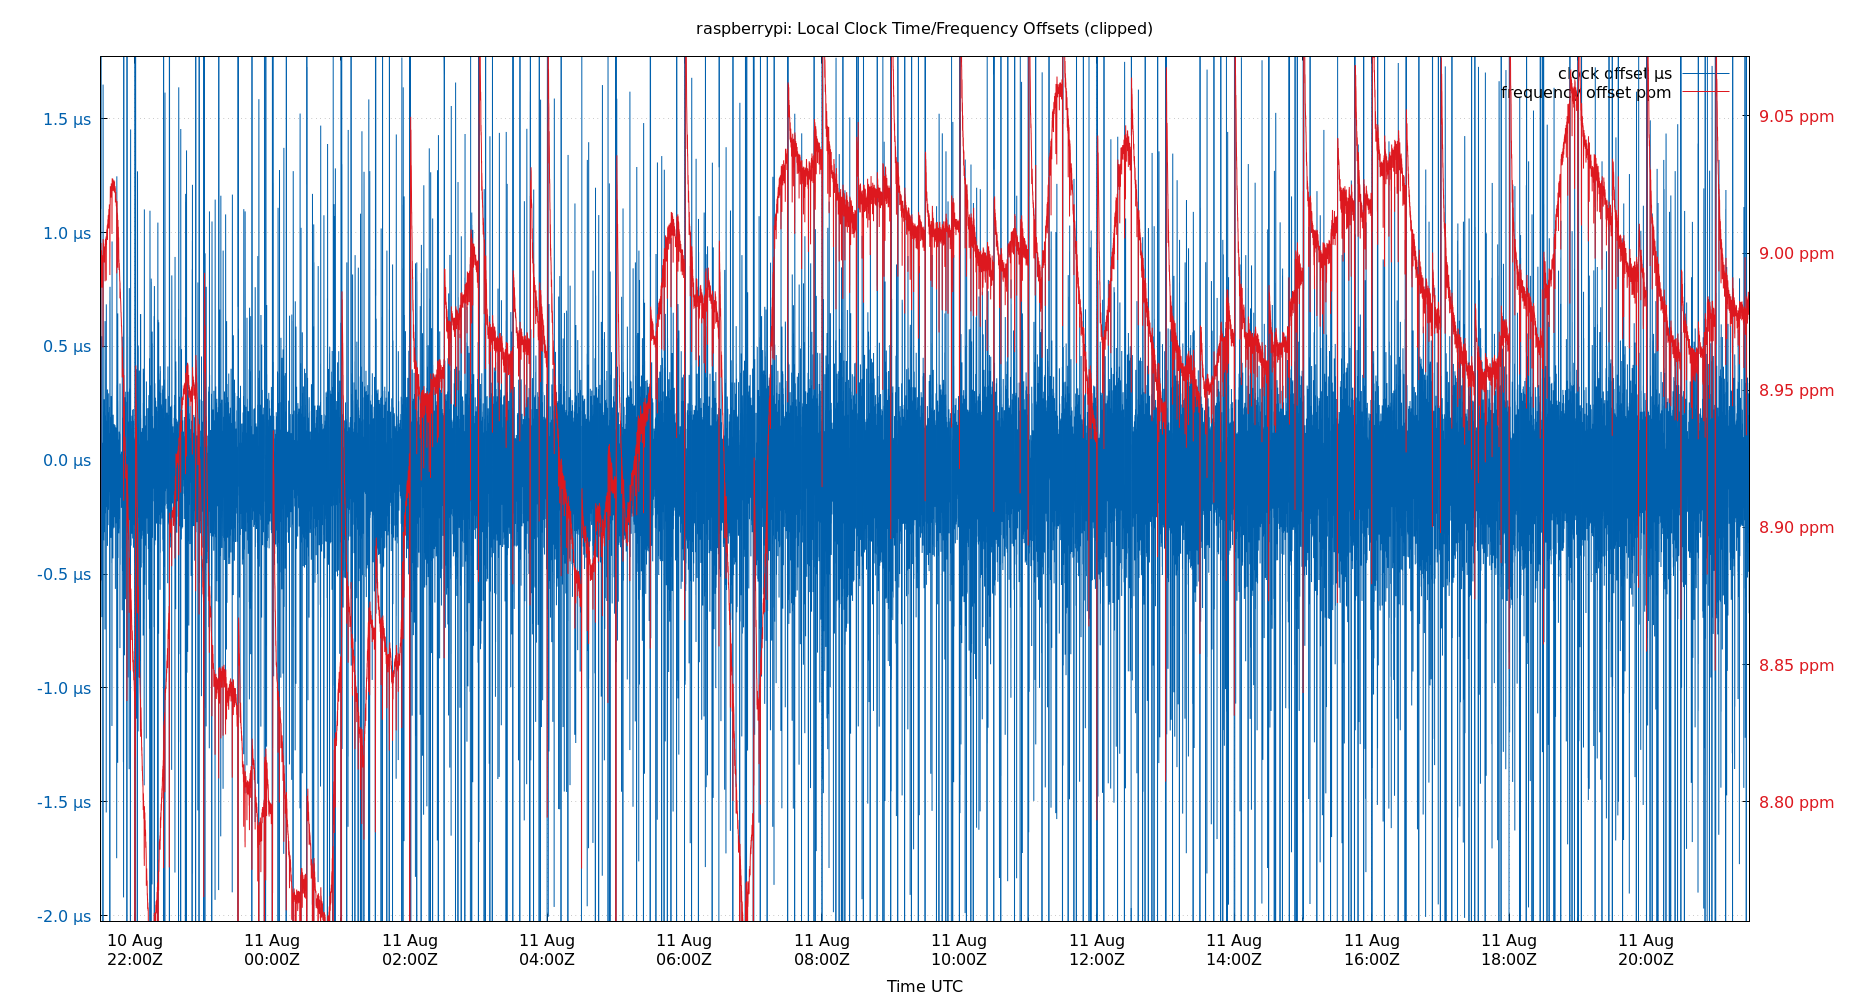 raspberrypi: Local Clock Time/Frequency Offsets (clipped)
clock offset µs
frequency offset ppm
1.5 µs
1.0 µs
0.5 µs
0.0 µs
-0.5 µs
-1.0 µs
-1.5 µs
-2.0 µs
9.05 ppm
9.00 ppm
8.95 ppm
8.90 ppm
8.85 ppm
8.80 ppm
10 Aug 11 Aug 11 Aug 11 Aug 11 Aug 11 Aug 11 Aug 11 Aug 11 Aug 11 Aug 11 Aug 11 Aug
22:00Z 00:00Z 02:00Z 04:00Z 06:00Z 08:00Z 10:00Z 12:00Z 14:00Z 16:00Z 18:00Z 20:00Z
Time UTC